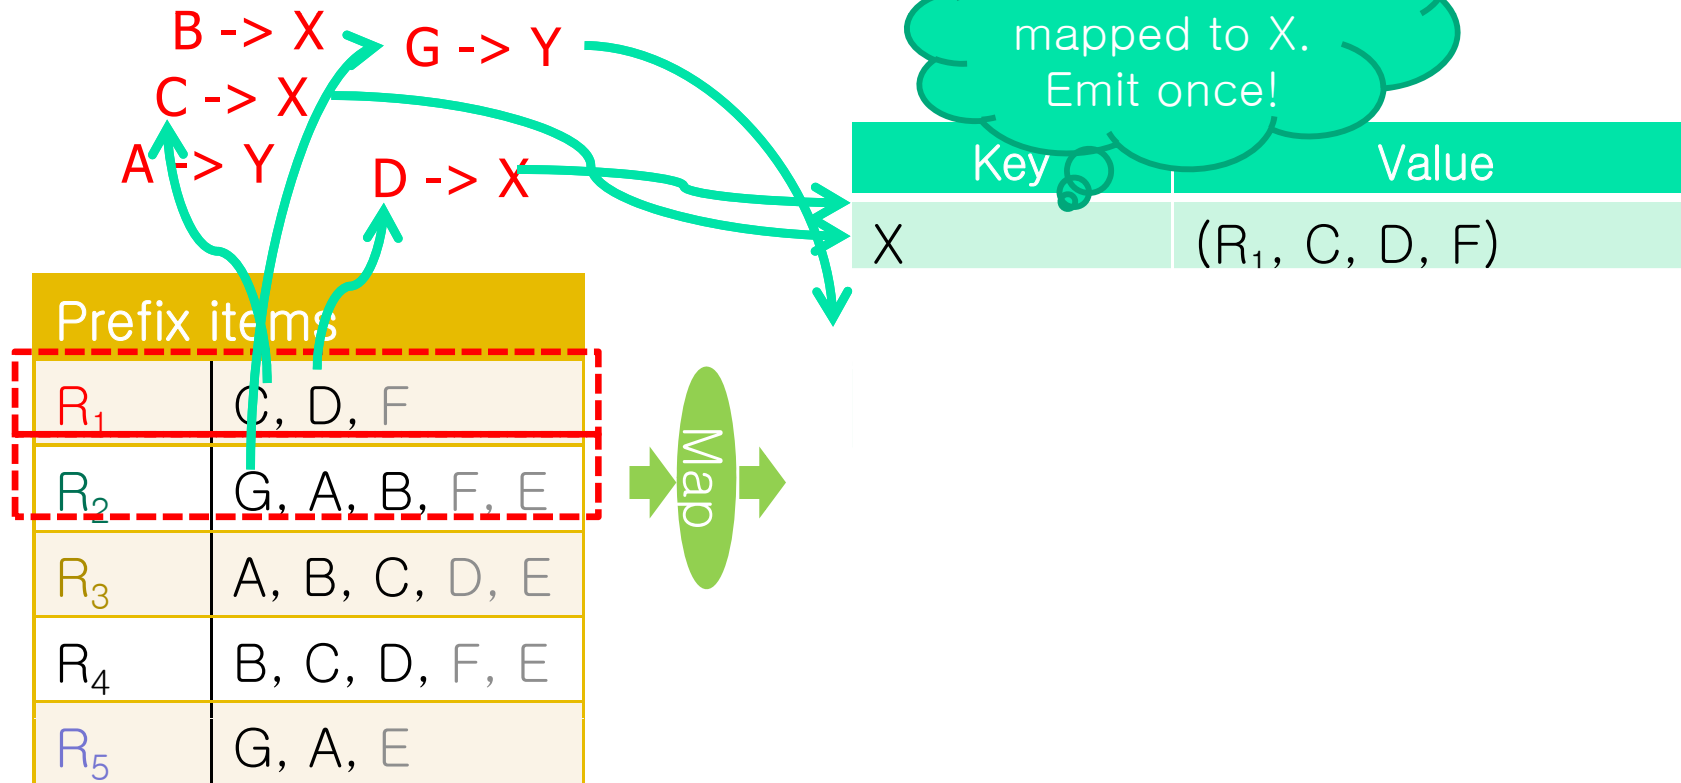 B -> X
G -> Y
C -> X
A -> Y
D -> X
mapped to X.
Emit once!
Key Value
X (R₁, C, D, F)
Prefix items
R₁ C, D, F
R₂ G, A, B, F, E
R₃ A, B, C, D, E
R₄ B, C, D, F, E
R₅ G, A, E
Map